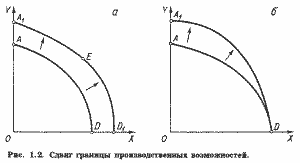 Y а Y б
A₁ A₁
A E A
O D D₁ X O D X
Рис. 1.2. Сдвиг границы производственных возможностей.